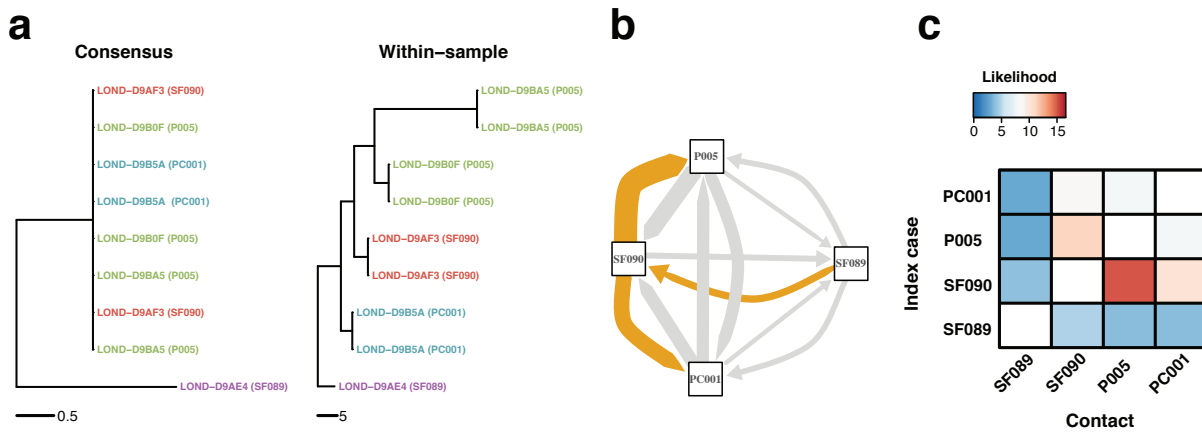 a
Consensus
LOND–D9AF3 (SF090)
LOND–D9B0F (P005)
LOND–D9B5A (PC001)
LOND–D9B5A (PC001)
LOND–D9B0F (P005)
LOND–D9BA5 (P005)
LOND–D9AF3 (SF090)
LOND–D9BA5 (P005)
LOND–D9AE4 (SF089)
0.5
Within–sample
LOND–D9BA5 (P005)
LOND–D9BA5 (P005)
LOND–D9B0F (P005)
LOND–D9B0F (P005)
LOND–D9AF3 (SF090)
LOND–D9AF3 (SF090)
LOND–D9B5A (PC001)
LOND–D9B5A (PC001)
LOND–D9AE4 (SF089)
5
b
P005
SF090
SF089
PC001
c
Likelihood
0 5 10 15
Index case
PC001
P005
SF090
SF089
SF089 SF090 P005 PC001
Contact